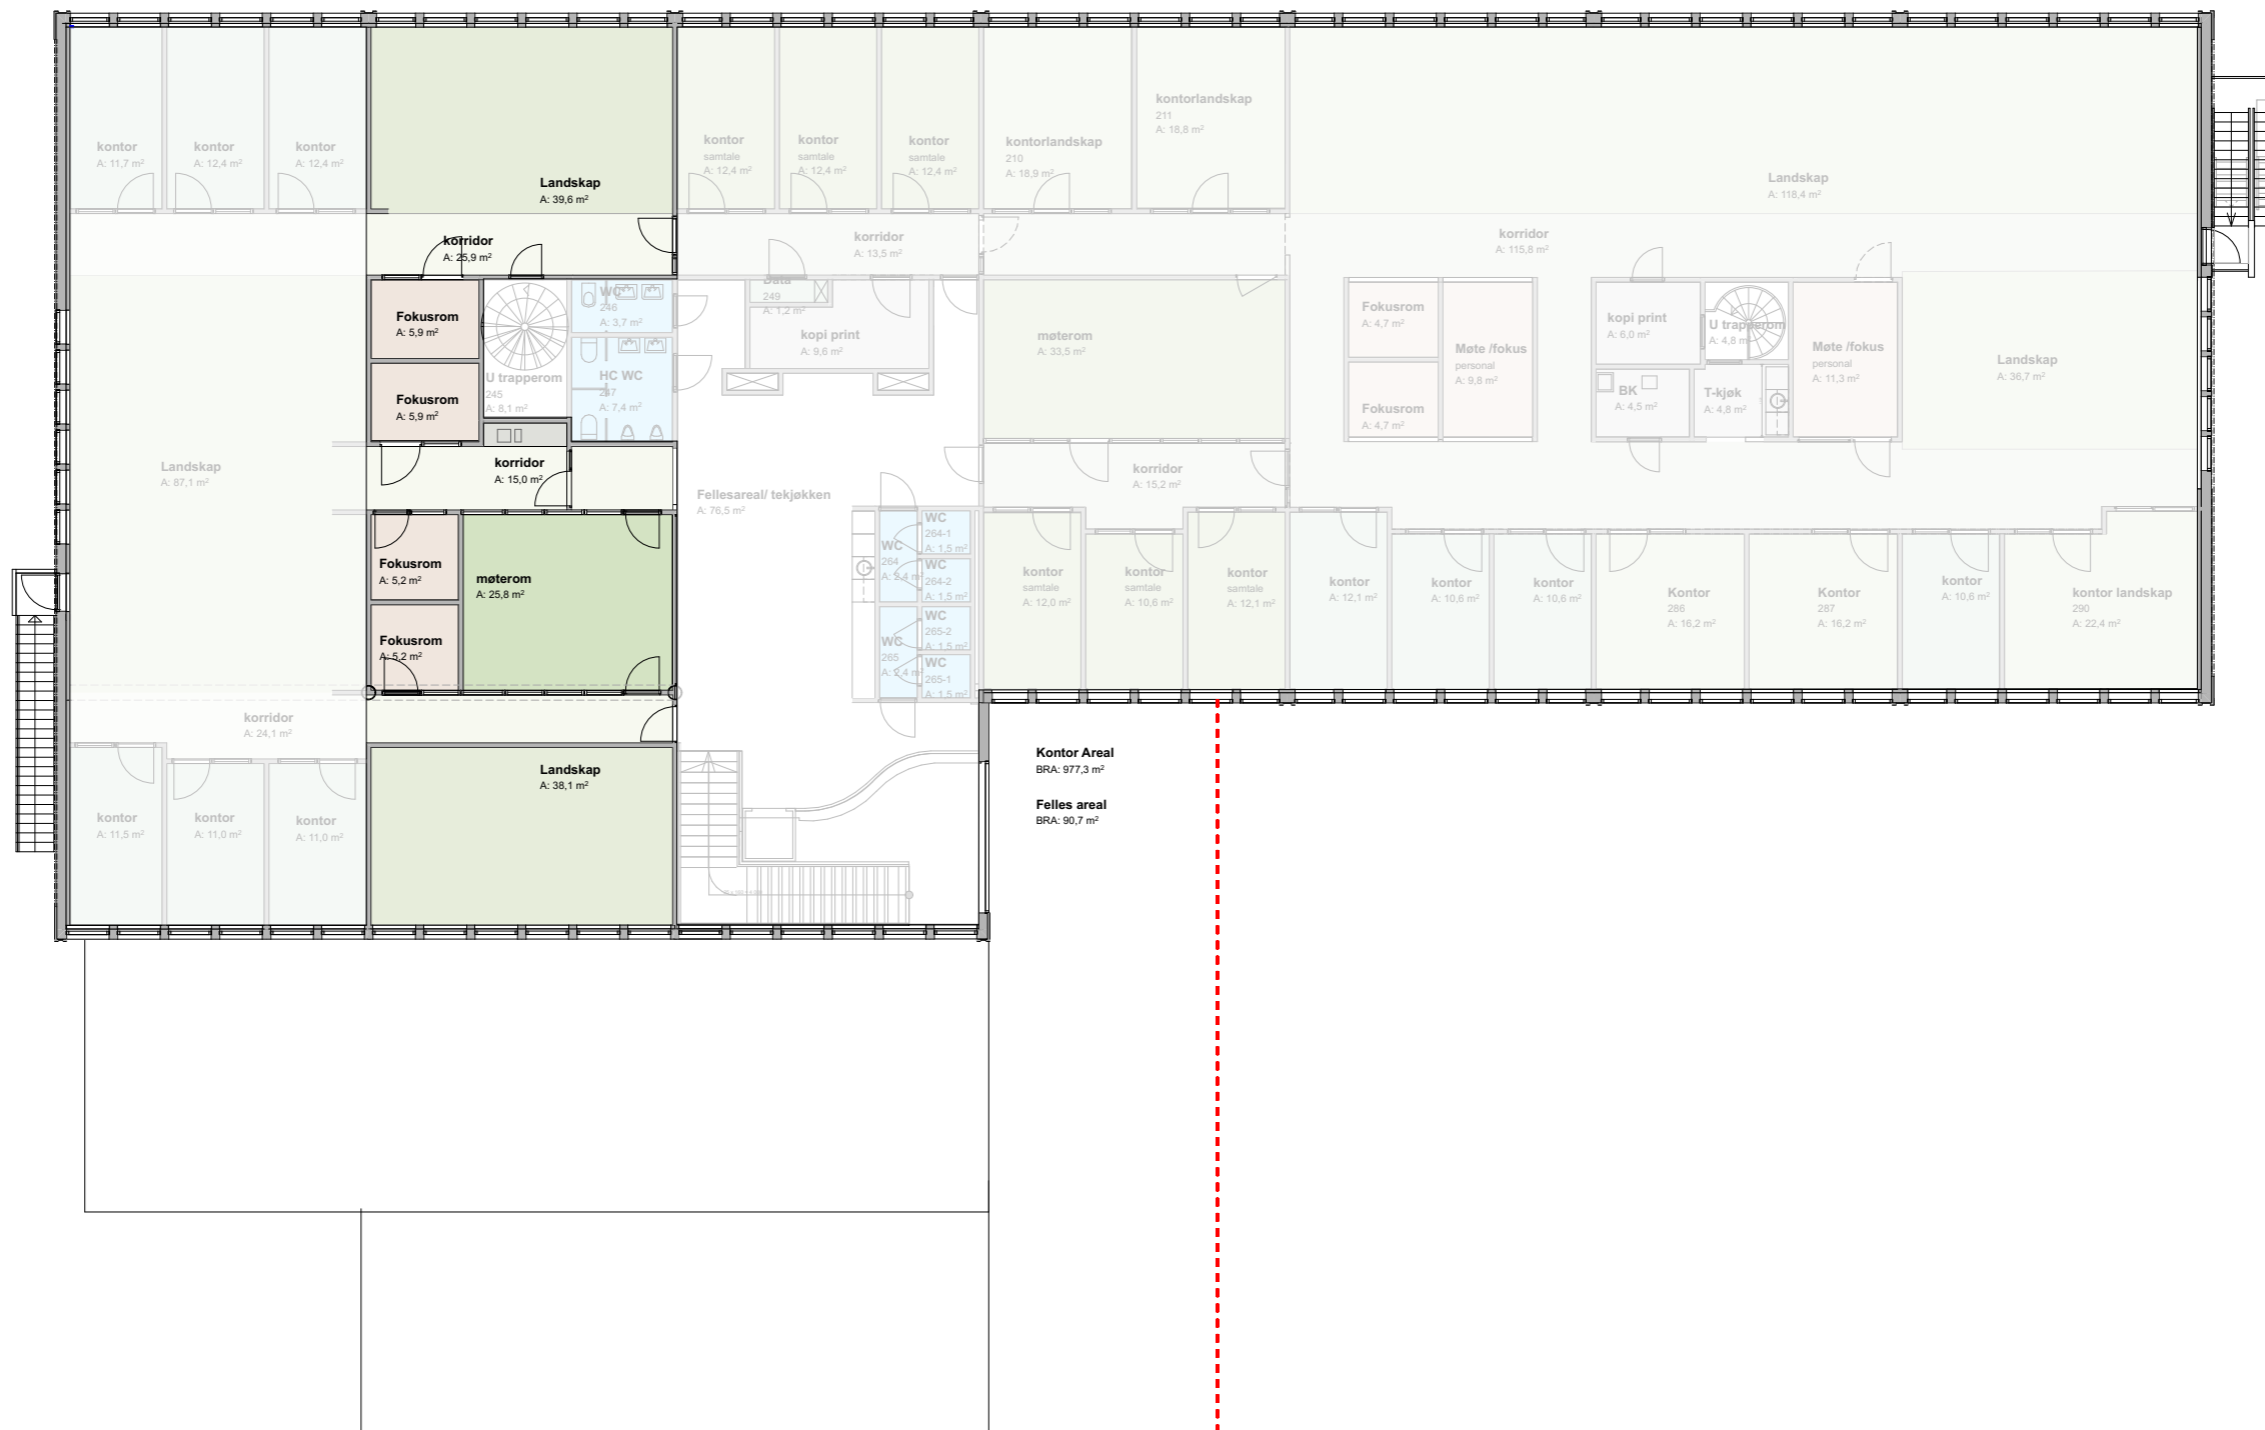 kontor
A: 11,7 m²
kontor
A: 12,4 m²
kontor
A: 12,4 m²
Landskap
A: 39,6 m²
kontor
samtale
A: 12,4 m²
kontor
samtale
A: 12,4 m²
kontor
samtale
A: 12,4 m²
kontorlandskap
210
A: 18,9 m²
kontorlandskap
211
A: 18,8 m²
Landskap
A: 118,4 m²
korridor
A: 25,9 m²
korridor
A: 13,5 m²
korridor
A: 115,8 m²
Fokusrom
A: 5,9 m²
Fokusrom
A: 5,9 m²
U trapperom
245
A: 8,1 m²
WC
246
A: 3,7 m²
HC WC
247
A: 7,4 m²
Data
249
A: 1,2 m²
kopi print
A: 9,6 m²
møterom
A: 33,5 m²
Fokusrom
A: 4,7 m²
Fokusrom
A: 4,7 m²
Møte /fokus
personal
A: 9,8 m²
kopi print
A: 6,0 m²
U trapperom
A: 4,8 m²
BK
A: 4,5 m²
T-kjøk
A: 4,8 m²
Møte /fokus
personal
A: 11,3 m²
Landskap
A: 36,7 m²
Landskap
A: 87,1 m²
korridor
A: 15,0 m²
Fellesareal/ tekjøkken
A: 76,5 m²
korridor
A: 15,2 m²
Fokusrom
A: 5,2 m²
Fokusrom
A: 5,2 m²
møterom
A: 25,8 m²
WC
264
A: 2,4 m²
WC
264-1
A: 1,5 m²
WC
264-2
A: 1,5 m²
WC
265
A: 2,4 m²
WC
265-2
A: 1,5 m²
WC
265-1
A: 1,5 m²
kontor
samtale
A: 12,0 m²
kontor
samtale
A: 10,6 m²
kontor
samtale
A: 12,1 m²
kontor
A: 12,1 m²
kontor
A: 10,6 m²
kontor
A: 10,6 m²
Kontor
286
A: 16,2 m²
Kontor
287
A: 16,2 m²
kontor
A: 10,6 m²
kontor landskap
290
A: 22,4 m²
korridor
A: 24,1 m²
kontor
A: 11,5 m²
kontor
A: 11,0 m²
kontor
A: 11,0 m²
Landskap
A: 38,1 m²
Kontor Areal
BRA: 977,3 m²
Felles areal
BRA: 90,7 m²